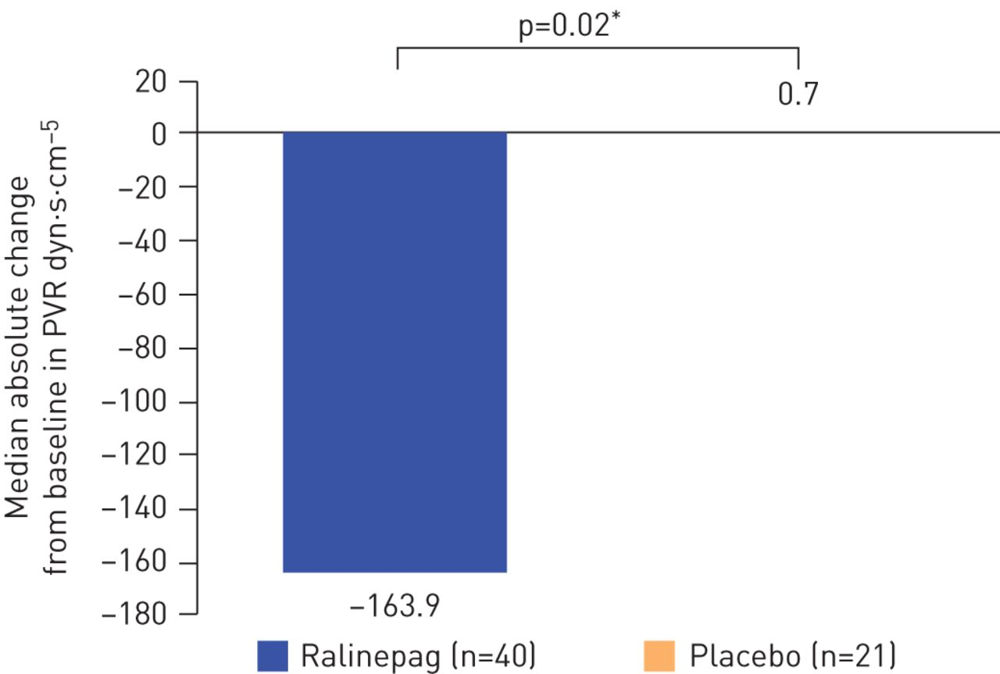 p=0.02*
0.7
Median absolute change
from baseline in PVR dyn·s·cm⁻⁵
20
0
−20
−40
−60
−80
−100
−120
−140
−160
−180
−163.9
Ralinepag (n=40)
Placebo (n=21)